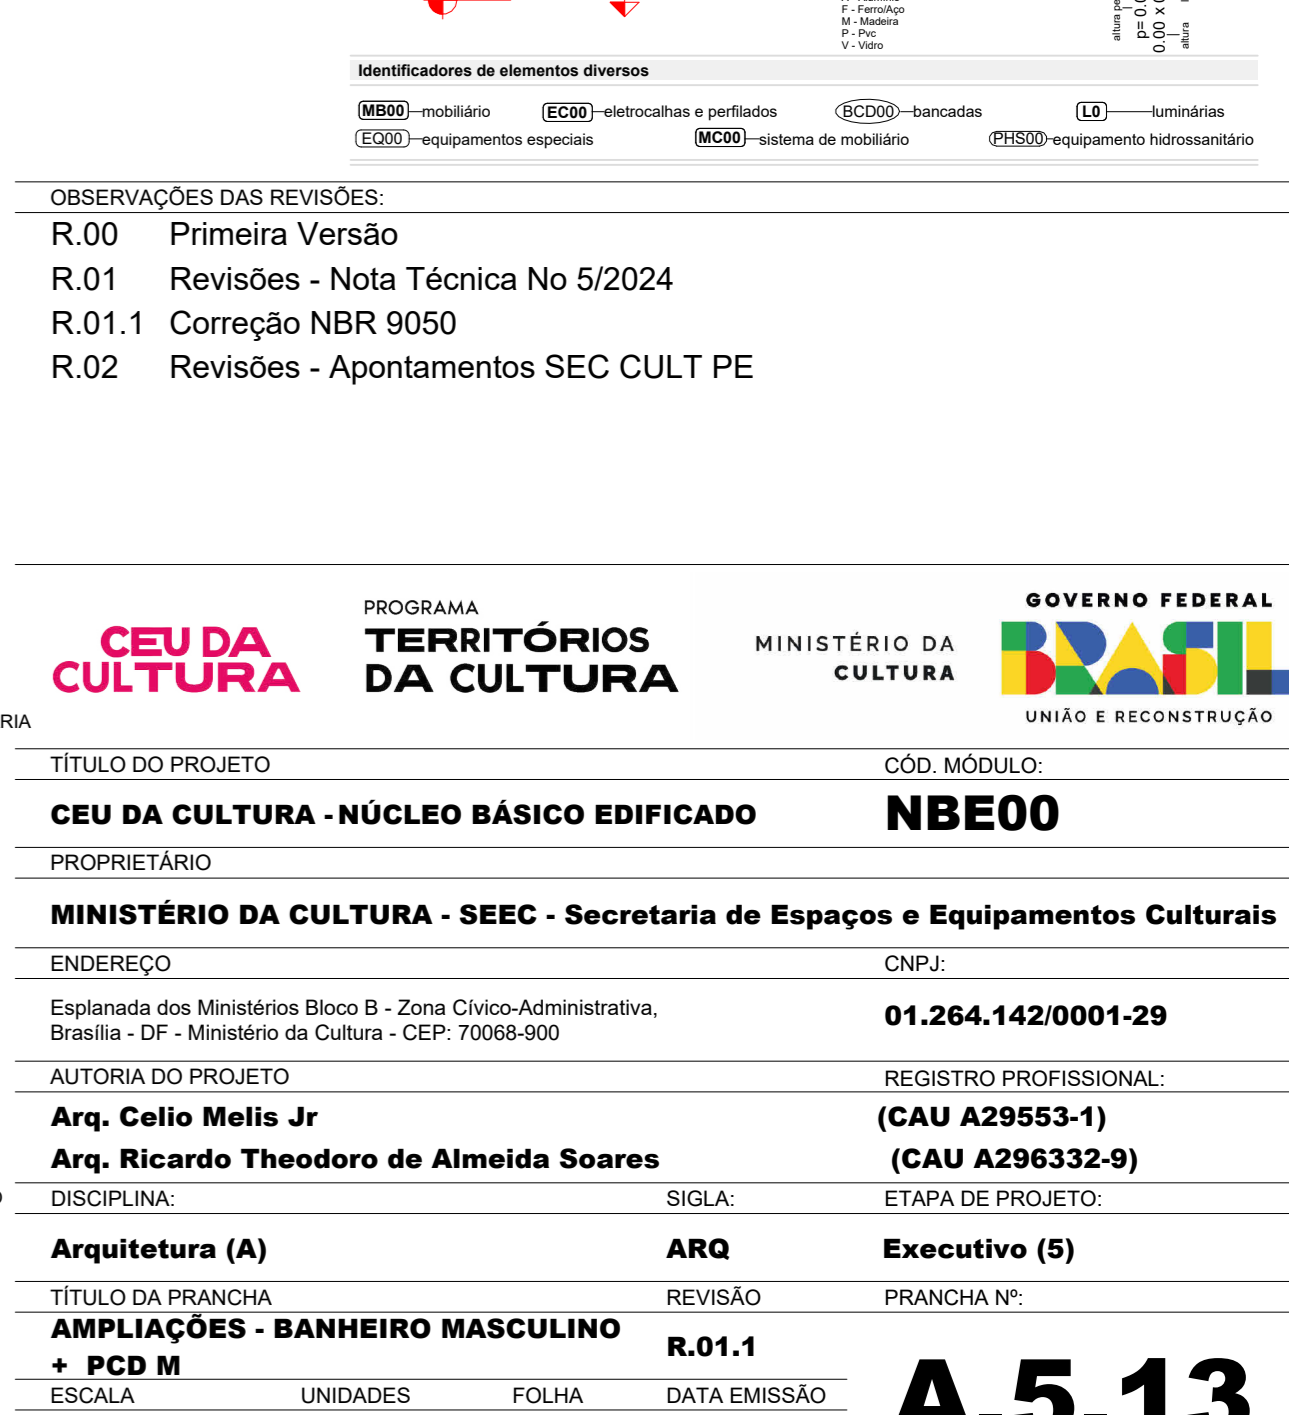 F - Ferro/Aço
M - Madeira
P - Pvc
V - Vidro
altura
Identificadores de elementos diversos
MB00 mobiliário EC00 eletrocalhas e perfilados BCD00 bancadas L0 luminárias
EQ00 equipamentos especiais MC00 sistema de mobiliário PHS00 equipamento hidrossanitário
OBSERVAÇÕES DAS REVISÕES:
R.00 Primeira Versão
R.01 Revisões - Nota Técnica No 5/2024
R.01.1 Correção NBR 9050
R.02 Revisões - Apontamentos SEC CULT PE
CEU DA
CULTURA
PROGRAMA
TERRITÓRIOS
DA CULTURA
MINISTÉRIO DA
CULTURA
GOVERNO FEDERAL
BRASIL
UNIÃO E RECONSTRUÇÃO
RIA
TÍTULO DO PROJETO CÓD. MÓDULO:
CEU DA CULTURA - NÚCLEO BÁSICO EDIFICADO NBE00
PROPRIETÁRIO
MINISTÉRIO DA CULTURA - SEEC - Secretaria de Espaços e Equipamentos Culturais
ENDEREÇO CNPJ:
Esplanada dos Ministérios Bloco B - Zona Cívico-Administrativa,
Brasília - DF - Ministério da Cultura - CEP: 70068-900
01.264.142/0001-29
AUTORIA DO PROJETO REGISTRO PROFISSIONAL:
Arq. Celio Melis Jr (CAU A29553-1)
Arq. Ricardo Theodoro de Almeida Soares (CAU A296332-9)
DISCIPLINA: SIGLA: ETAPA DE PROJETO:
Arquitetura (A) ARQ Executivo (5)
TÍTULO DA PRANCHA REVISÃO PRANCHA Nº:
AMPLIAÇÕES - BANHEIRO MASCULINO
+ PCD M
R.01.1
A.5.13
ESCALA UNIDADES FOLHA DATA EMISSÃO